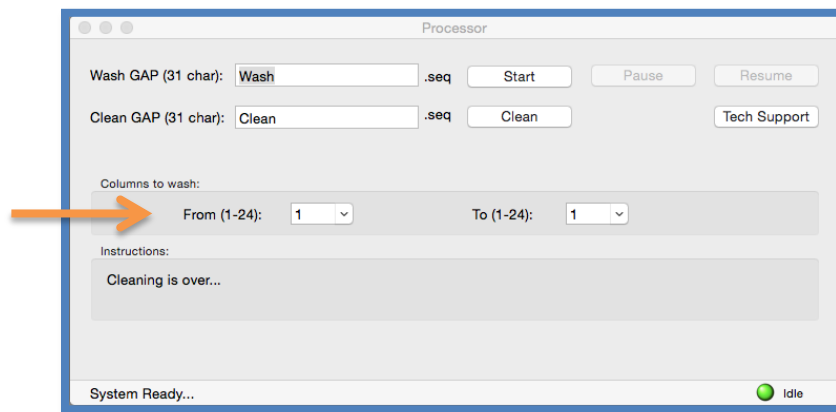 Processor
Wash GAP (31 char): Wash .seq Start Pause Resume
Clean GAP (31 char): Clean .seq Clean Tech Support
Columns to wash:
From (1-24): 1 To (1-24): 1
Instructions:
Cleaning is over...
System Ready... Idle